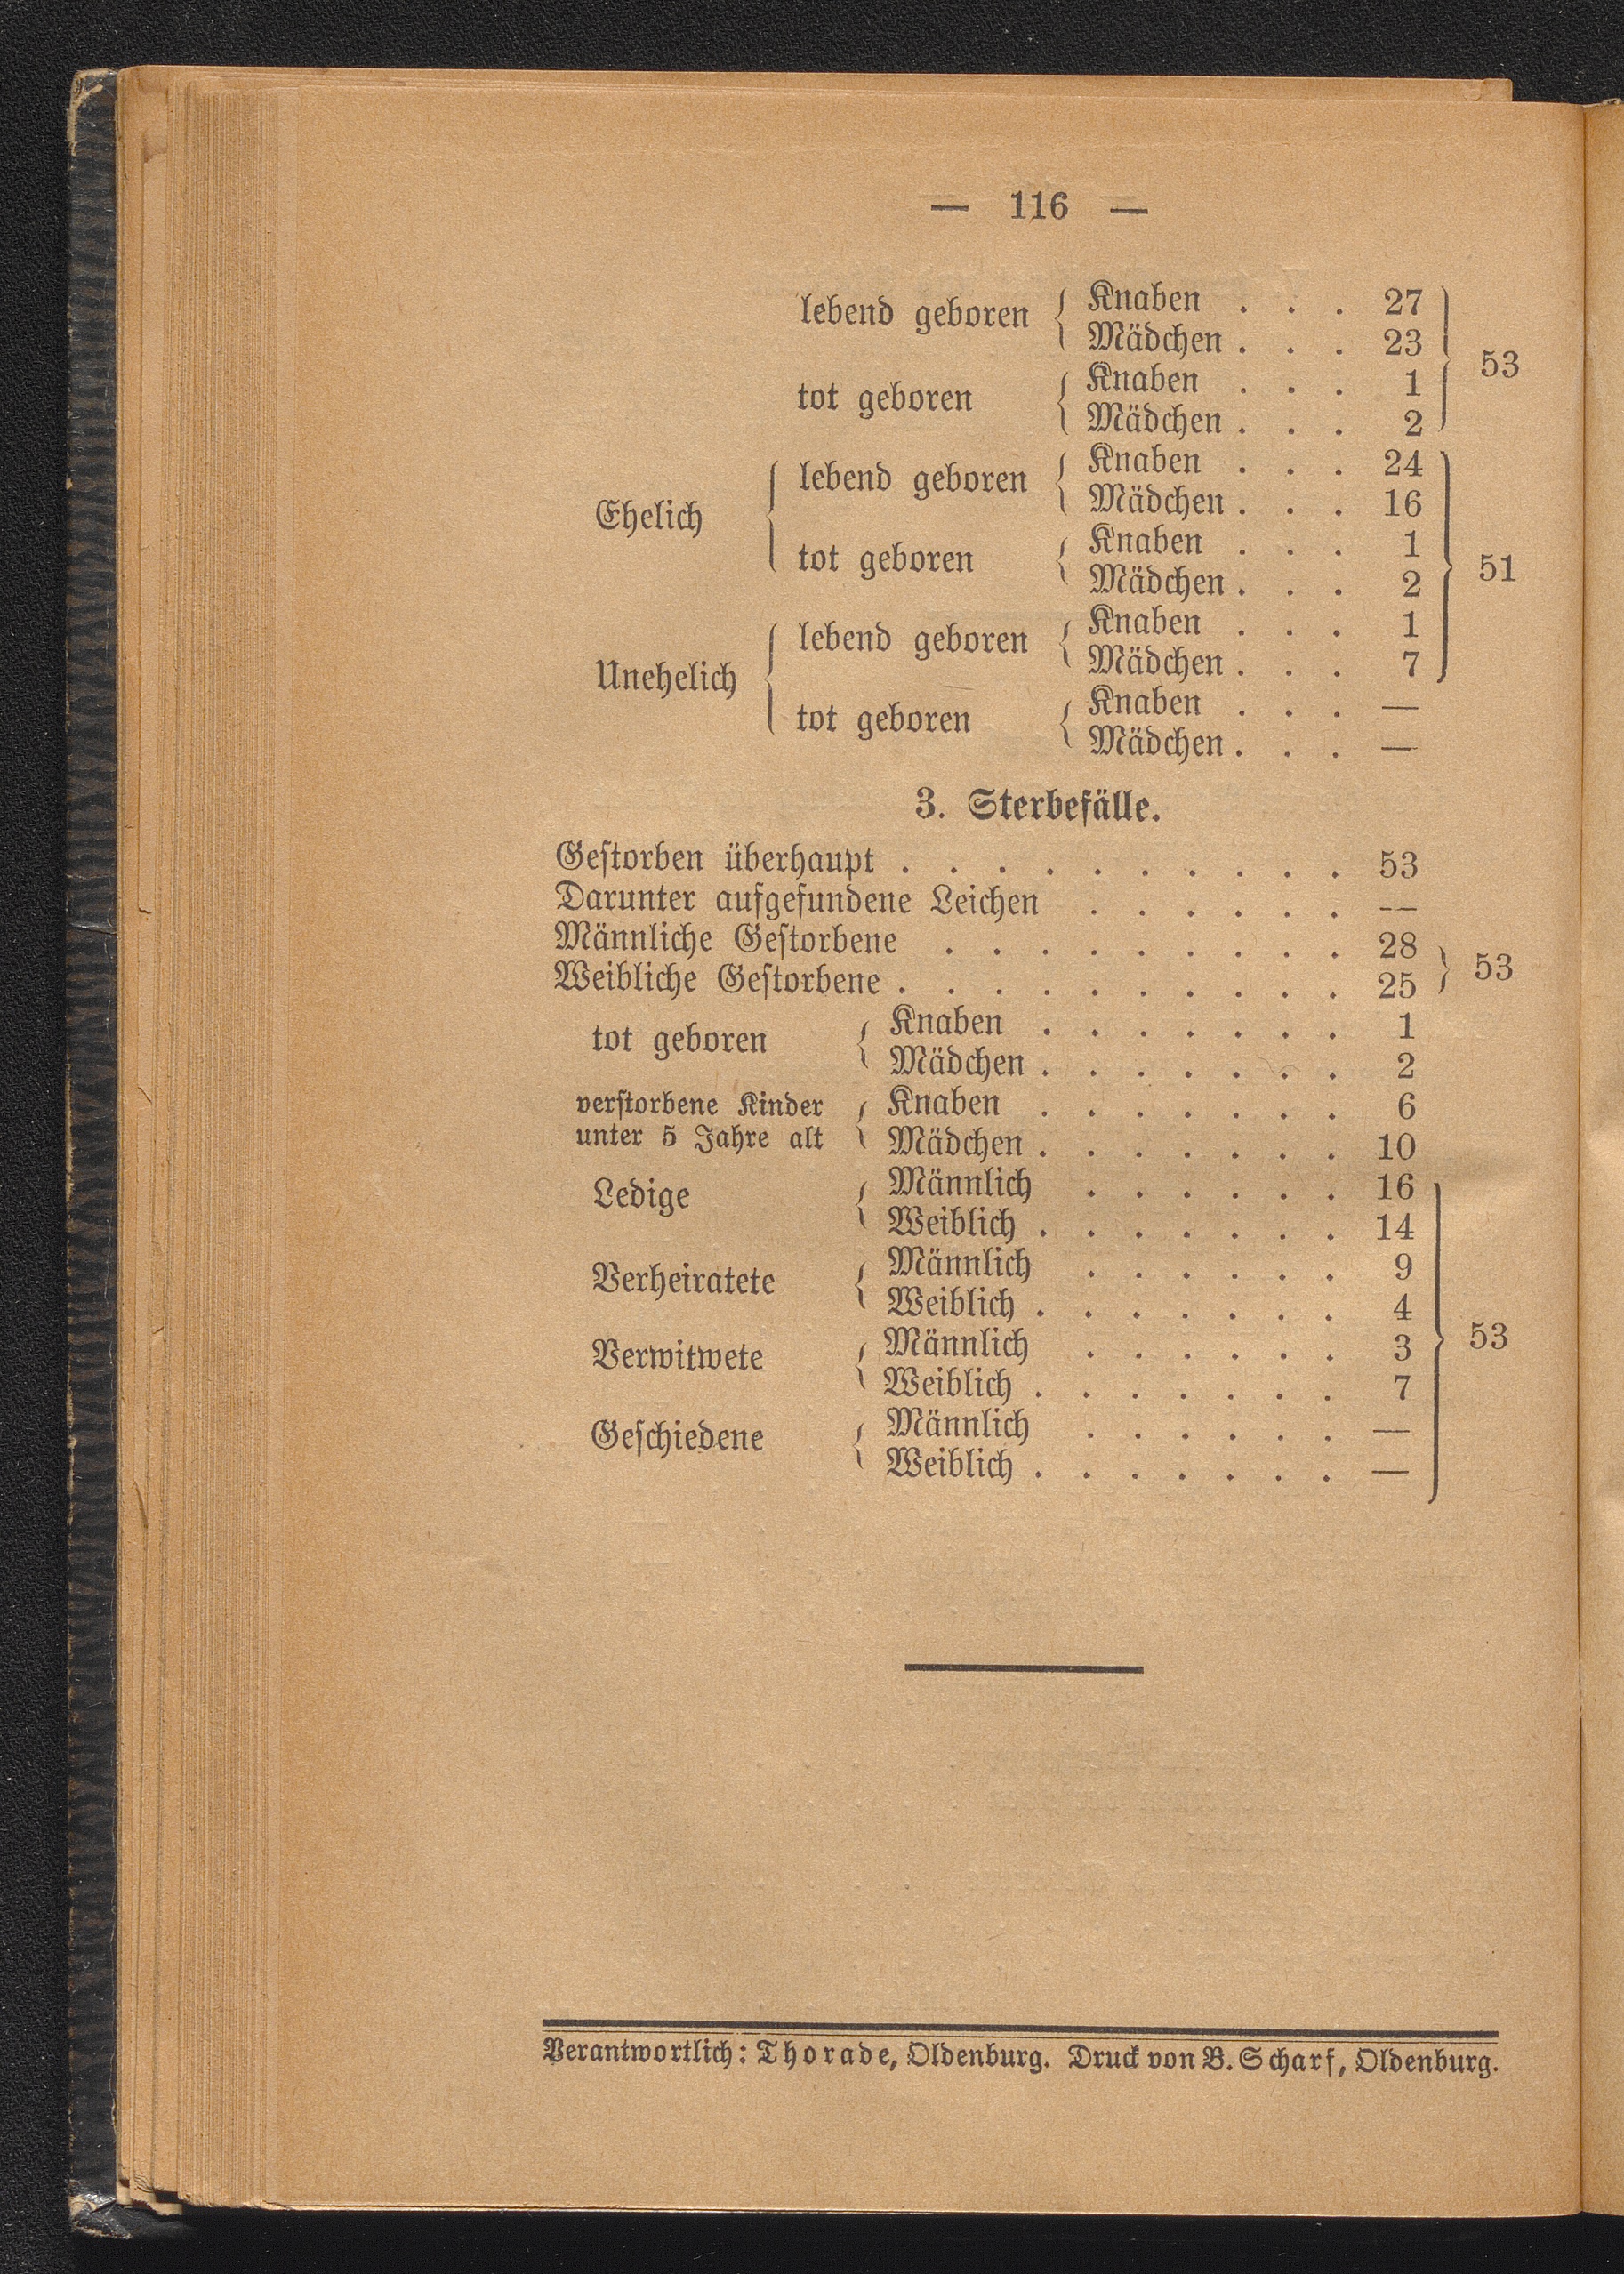 — 116 —
lebend geboren { Knaben . . . 27
Mädchen . . . 23
tot geboren { Knaben . . . 1
Mädchen . . . 2
} 53
Ehelich { lebend geboren { Knaben . . . 24
Mädchen . . . 16
tot geboren { Knaben . . . 1
Mädchen . . . 2
Unehelich { lebend geboren { Knaben . . . 1
Mädchen . . . 7
} 51
tot geboren { Knaben . . . —
Mädchen . . . —
3. Sterbefälle.
Gestorben überhaupt . . . . . . . . . . 53
Darunter aufgefundene Leichen . . . . . . —
Männliche Gestorbene . . . . . . . . . 28
Weibliche Gestorbene . . . . . . . . . . 25
} 53
tot geboren { Knaben . . . . . . . 1
Mädchen . . . . . . . 2
verstorbene Kinder unter 5 Jahre alt { Knaben . . . . . . . 6
Mädchen . . . . . . . 10
Ledige { Männlich . . . . . . 16
Weiblich . . . . . . . 14
Verheiratete { Männlich . . . . . . 9
Weiblich . . . . . . . 4
Verwitwete { Männlich . . . . . . 3
Weiblich . . . . . . . 7
Geschiedene { Männlich . . . . . . —
Weiblich . . . . . . . —
} 53
Verantwortlich: Thorade, Oldenburg. Druck von B. Scharf, Oldenburg.